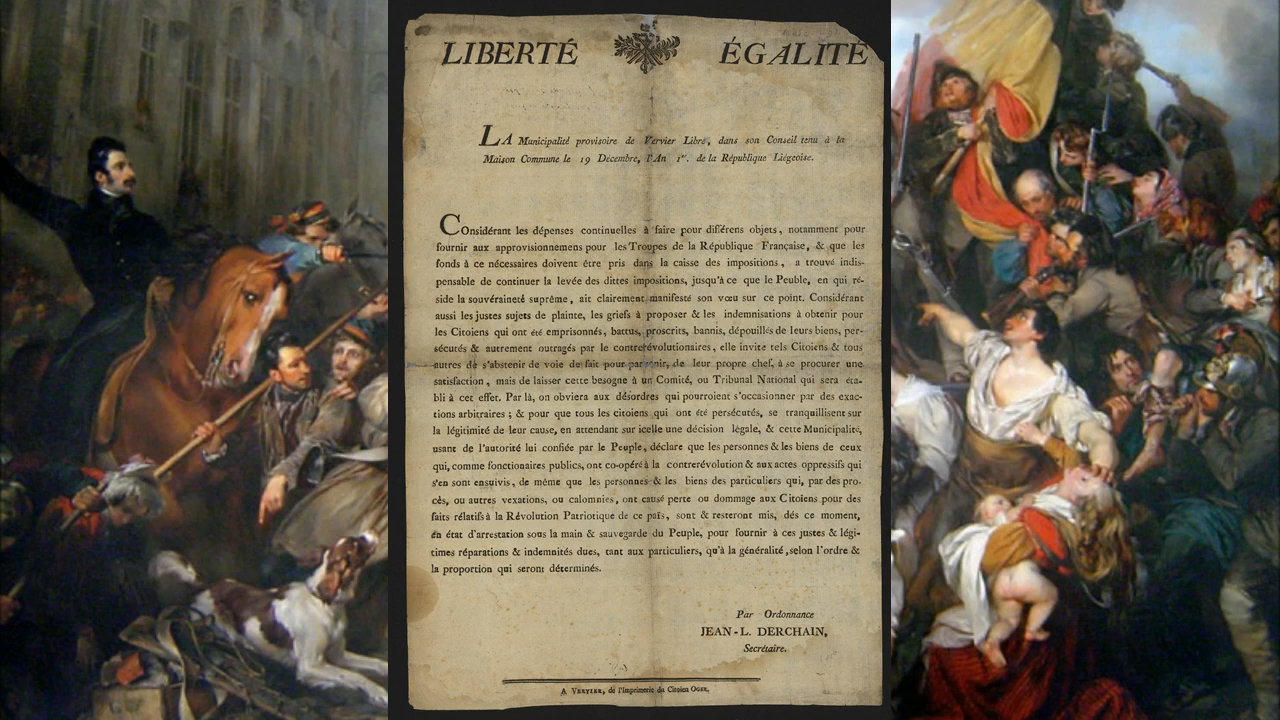 LIBERTÉ ÉGALITÉ
LA Municipalité provisoire de Vervier Libre, dans son Conseil tenu à la
Maison Commune le 19 Décembre, l'An 1er. de la République Liégeoise.
COnsidérant les dépenses continuelles à faire pour différens objets, notamment pour
fournir aux approvisionnemens pour les Troupes de la République Française, & que les
fonds à ce nécessaires doivent être pris dans la caisse des impositions, a trouvé indis-
pensable de continuer la levée des dittes impositions, jusqu'à ce que le Peuble, en qui ré-
side la souvéraineté suprême, ait clairement manifesté son vœu sur ce point. Considérant
aussi les justes sujets de plainte, les griefs à proposer & les indemnisations à obtenir pour
les Citoiens qui ont été emprisonnés, battus, proscrits, bannis, dépouillés de leurs biens, per-
sécutés & autrement outragés par le contrerévolutionaires, elle invite tels Citoiens & tous
autres de s'abstenir de voie de fait pour parvenir, de leur propre chef, à se procurer une
satisfaction, mais de laisser cette besogne à un Comité, ou Tribunal National qui sera éta-
bli à cet effet. Par là, on obviera aux désordres qui pourroient s'occasionner par des exac-
tions arbitraires ; & pour que tous les citoiens qui ont été persécutés, se tranquillisent sur
la légitimité de leur cause, en attendant sur icelle une décision légale, & cette Municipalité,
usant de l'autorité lui confiée par le Peuple, déclare que les personnes & les biens de ceux
qui, comme fonctionaires publics, ont co-opéré à la contrerévolution & aux actes oppressifs qui
s'en sont ensuivis, de même que les personnes & les biens des particuliers qui, par des pro-
cès, ou autres vexations, ou calomnies, ont causé perte ou dommage aux Citoiens pour des
faits rélatifs à la Révolution Patriotique de ce païs, sont & resteront mis, dés ce moment,
én état d'arrestation sous la main & sauvegarde du Peuple, pour fournir à ces justes & légi-
times réparations & indemnités dues, tant aux particuliers, qu'à la généralité, selon l'ordre &
la proportion qui seront déterminés.
Par Ordonnance
JEAN-L. DERCHAIN,
Secrétaire.
A VERVIER, de l'Imprimerie du Citoien OGER.